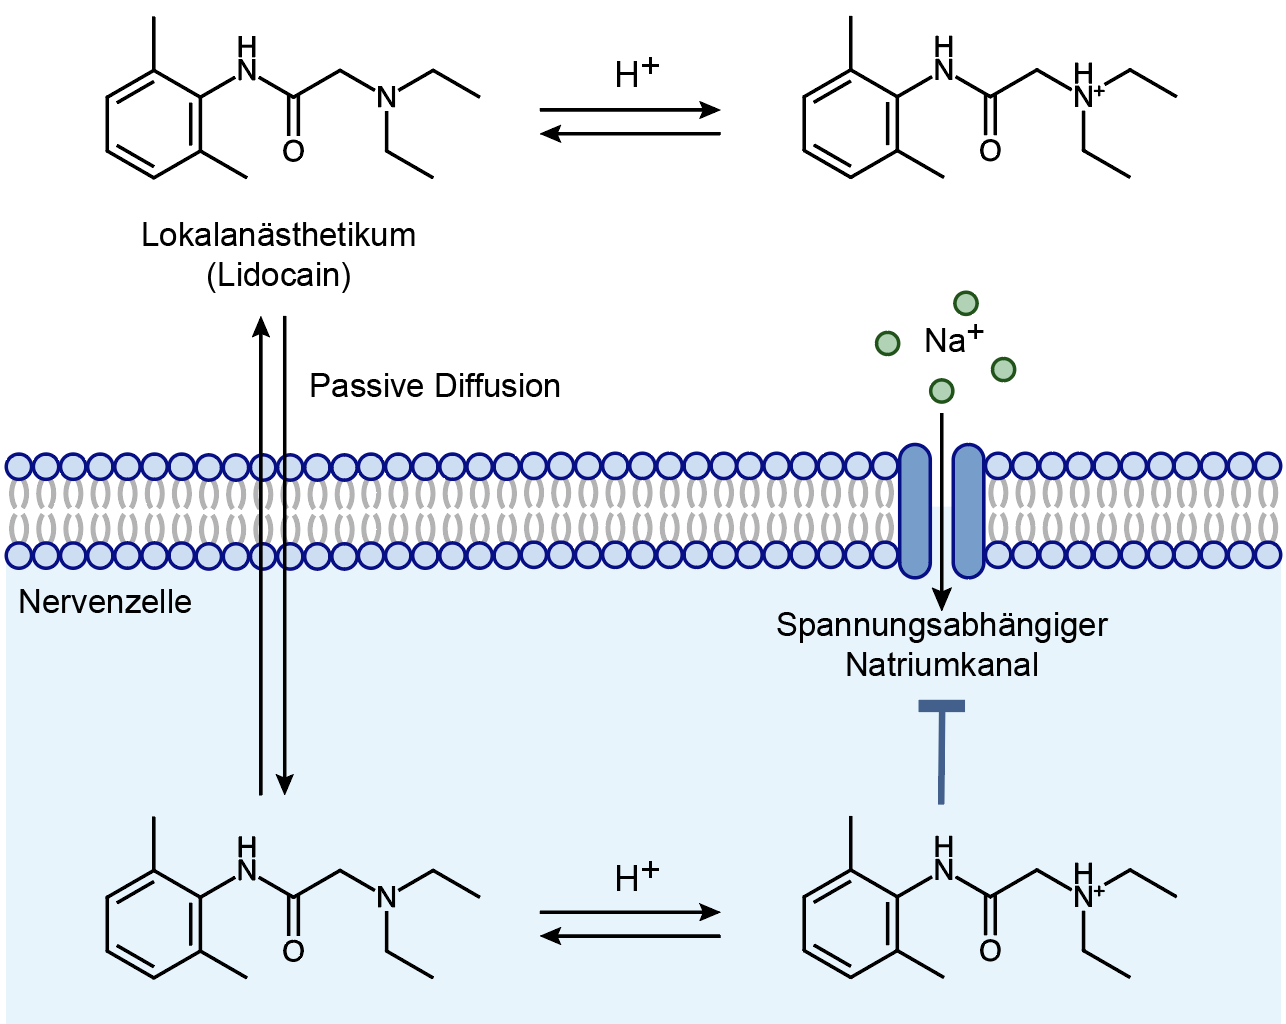 H
N
O
N
H+
H
N
O
H
N+
Lokalanästhetikum
(Lidocain)
Na+
Passive Diffusion
Nervenzelle
Spannungsabhängiger
Natriumkanal
H
N
O
N
H+
H
N
O
H
N+